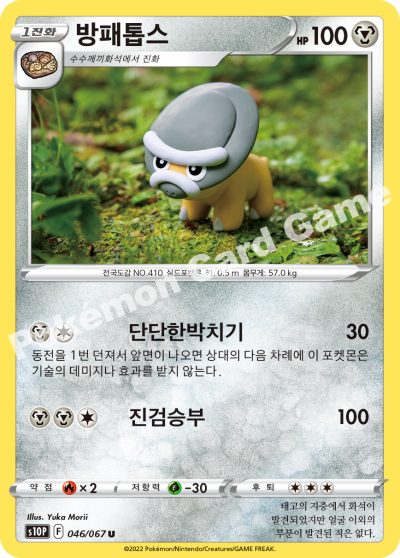 1진화
방패톱스
HP 100
수수께끼화석에서 진화
전국도감 NO.410 실드포켓몬 키: 0.5 m 몸무게: 57.0 kg
단단한박치기 30
동전을 1번 던져서 앞면이 나오면 상대의 다음 차례에 이 포켓몬은
기술의 데미지나 효과를 받지 않는다.
진검승부 100
약점 ×2 저항력 -30 후퇴
Illus. Yuka Morii
태고의 지층에서 화석이
발견되었지만 얼굴 이외의
부분이 발견된 적은 없다.
s10P F 046/067 U
©2022 Pokémon/Nintendo/Creatures/GAME FREAK.
Pokémon Card Game